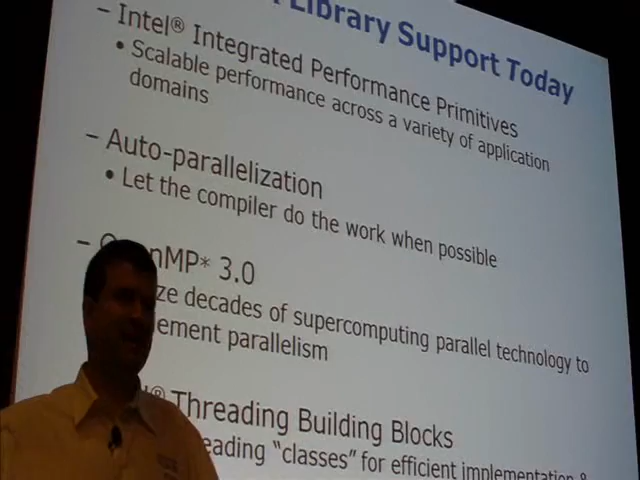 Library Support Today
– Intel® Integrated Performance Primitives
• Scalable performance across a variety of application
domains
– Auto-parallelization
• Let the compiler do the work when possible
– OpenMP* 3.0
ze decades of supercomputing parallel technology to
ement parallelism
® Threading Building Blocks
eading “classes” for efficient implementation &